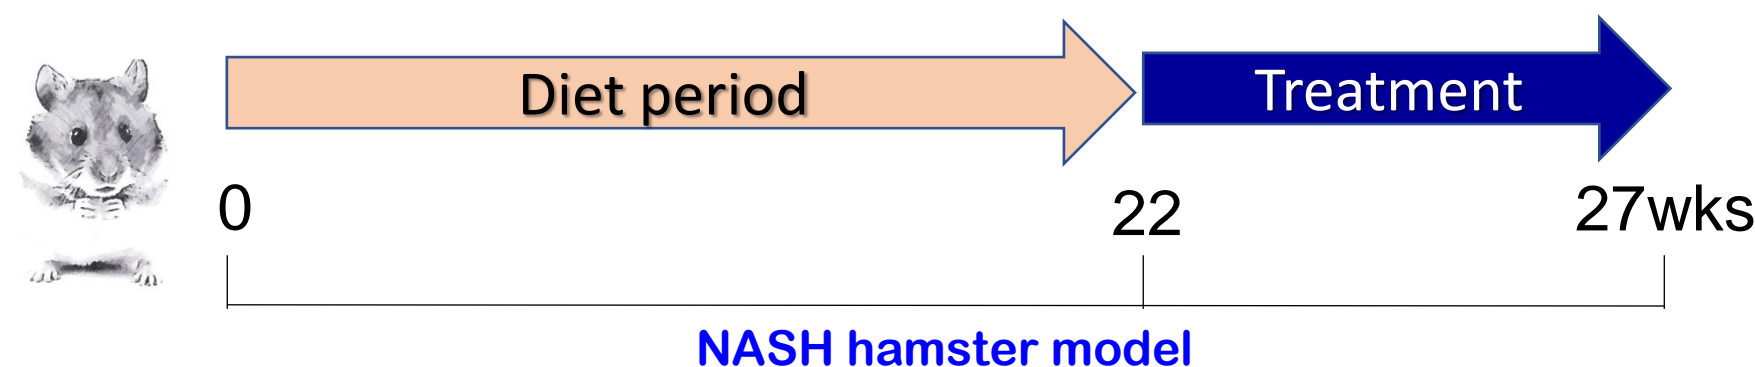 Diet period
Treatment
0
22
27wks
NASH hamster model